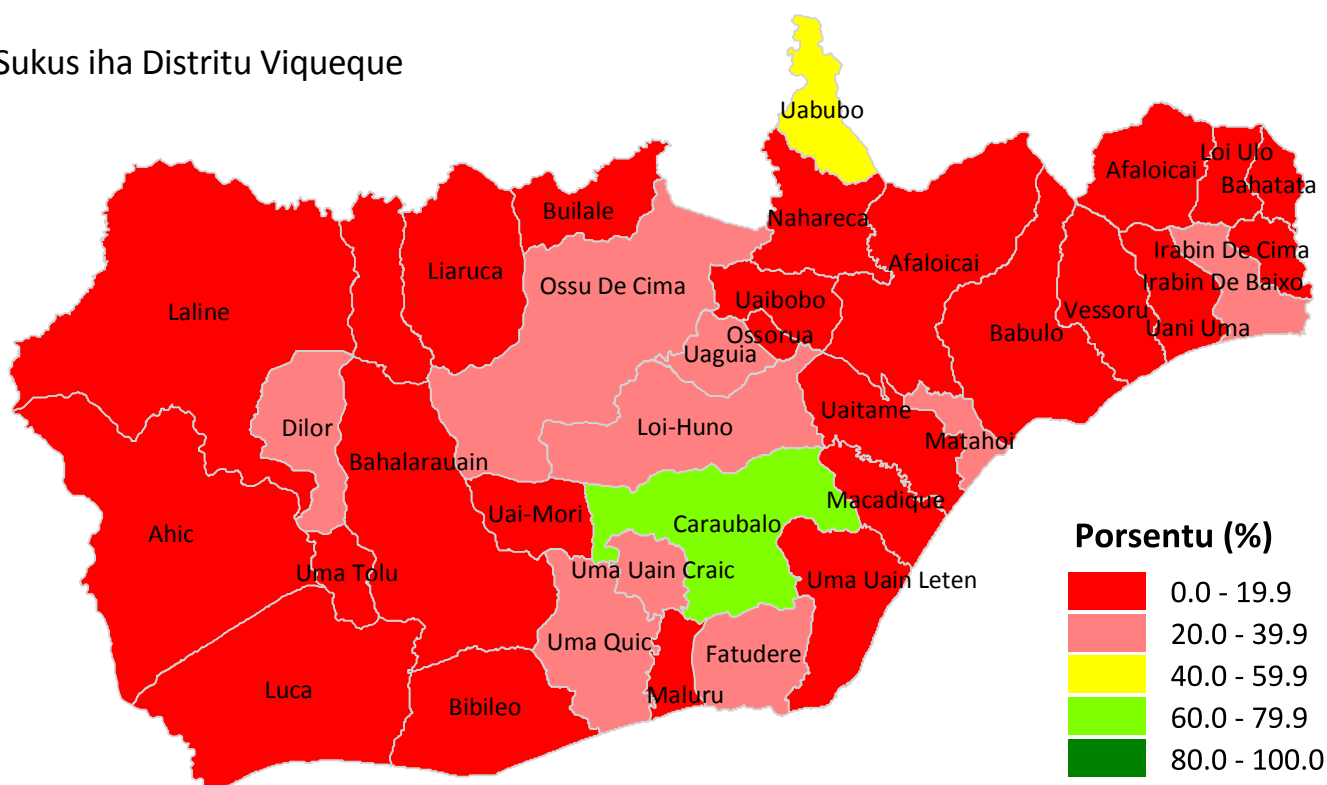 Sukus iha Distritu Viqueque
Uabubo
Loi Ulo
Afaloicai
Bahatata
Builale
Nahareca
Irabin De Cima
Afaloicai
Liaruca
Irabin De Baixo
Ossu De Cima
Uaibobo
Laline
Vessoru
Uani Uma
Babulo
Ossorua
Uaguia
Uaitame
Loi-Huno
Dilor
Matahoi
Bahalarauain
Macadique
Uai-Mori
Caraubalo
Ahic
Uma Uain Craic
Uma Tolu
Uma Uain Leten
Uma Quic
Fatudere
Luca
Maluru
Bibileo
Porsentu (%)
0.0 - 19.9
20.0 - 39.9
40.0 - 59.9
60.0 - 79.9
80.0 - 100.0